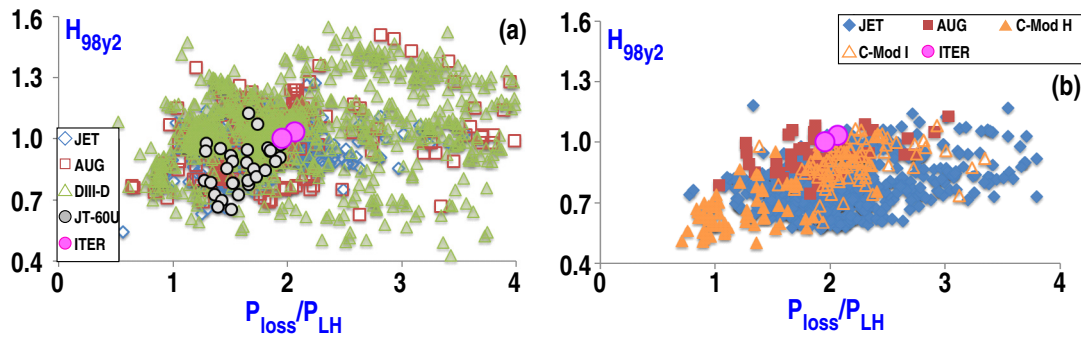 1.6
1.3
1.0
0.7
0.4
H98y2
(a)
JET
AUG
DIII-D
JT-60U
ITER
0 1 2 3 4
Ploss/PLH
1.6
1.3
1.0
0.7
0.4
H98y2
JET AUG C-Mod H
C-Mod I ITER
(b)
0 1 2 3 4
Ploss/PLH